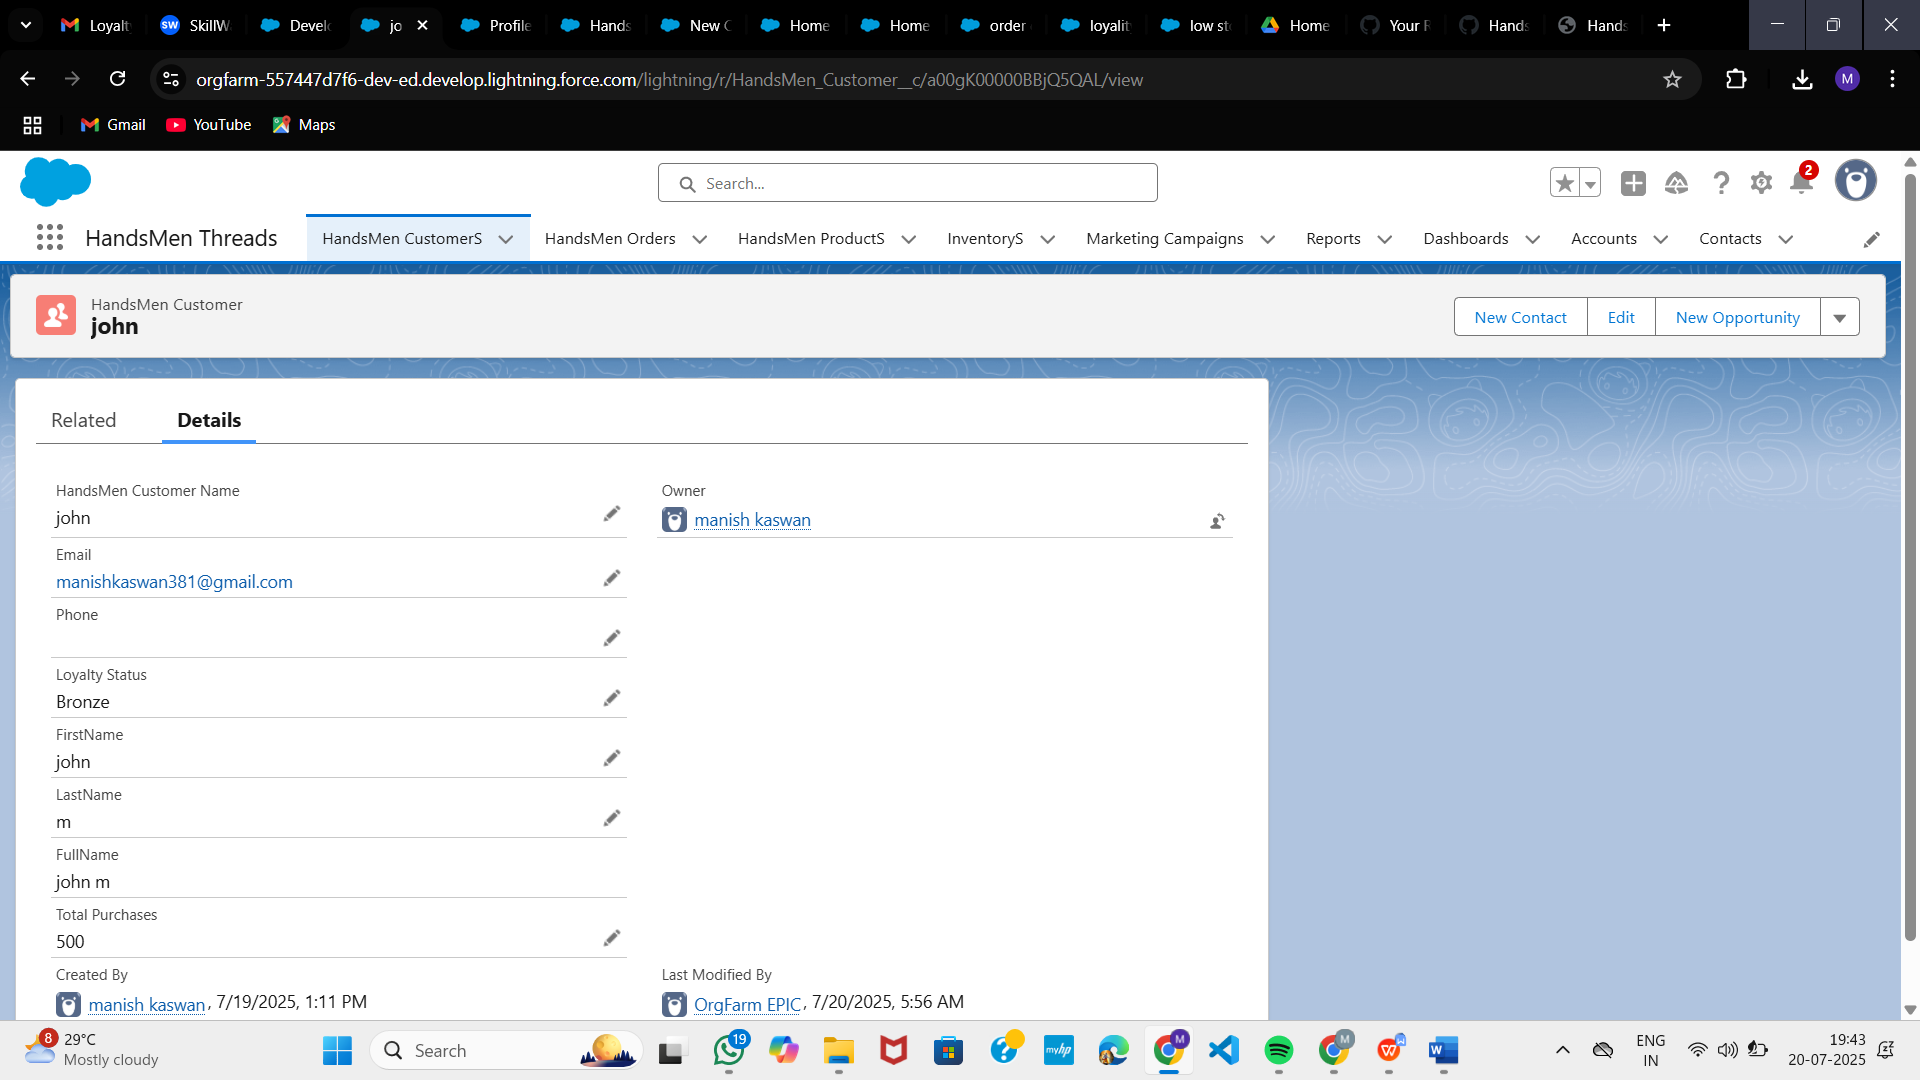 Loyalt
SkillW
Develo
jo
Profile
Hands
New C
Home
Home
order
loyalit
low st
Home
Your R
Hands
Hands
orgfarm-557447d7f6-dev-ed.develop.lightning.force.com/lightning/r/HandsMen_Customer__c/a00gK00000BBjQ5QAL/view
M
Gmail
YouTube
Maps
Search...
2
HandsMen Threads
HandsMen CustomerS
HandsMen Orders
HandsMen ProductS
InventoryS
Marketing Campaigns
Reports
Dashboards
Accounts
Contacts
HandsMen Customer
john
New Contact
Edit
New Opportunity
Related
Details
HandsMen Customer Name
john
Owner
manish kaswan
Email
manishkaswan381@gmail.com
Phone
Loyalty Status
Bronze
FirstName
john
LastName
m
FullName
john m
Total Purchases
500
Created By
manish kaswan, 7/19/2025, 1:11 PM
Last Modified By
OrgFarm EPIC, 7/20/2025, 5:56 AM
8
29°C
Mostly cloudy
Search
19
myhp
M
M
W
W
ENG
IN
19:43
20-07-2025